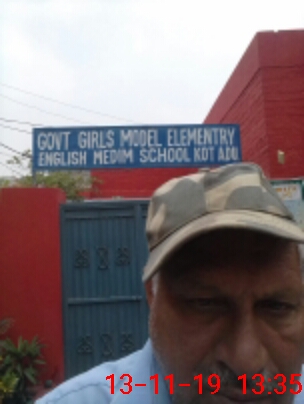 GOVT GIRLS MODEL ELEMENTRY
ENGLISH MEDIM SCHOOL KOT ADU
13-11-19 13:35